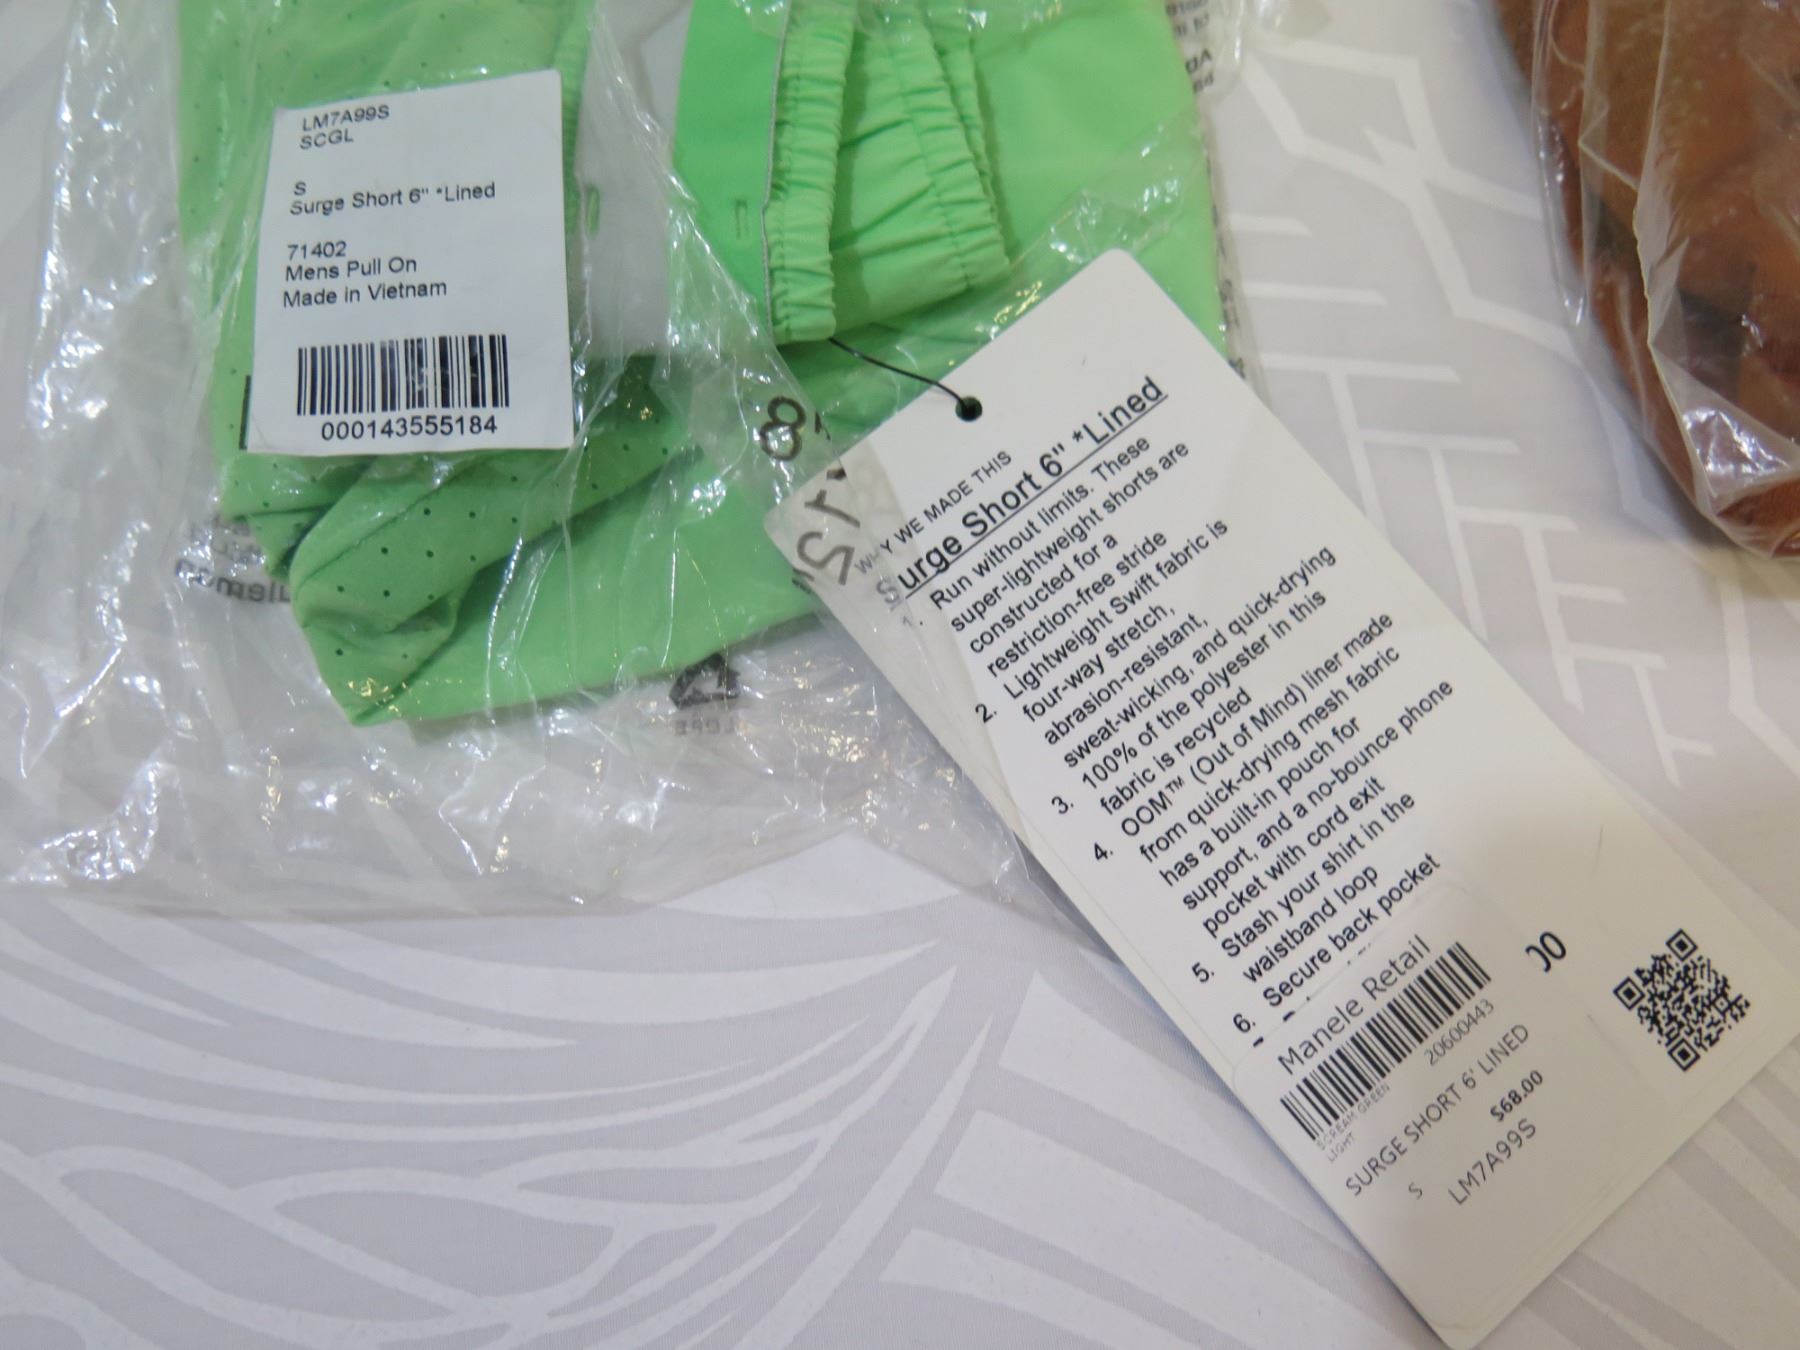 LM7A99S
SCGL
S
Surge Short 6" *Lined
71402
Mens Pull On
Made in Vietnam
000143555184
WHY WE MADE THIS
Surge Short 6" *Lined
1. Run without limits. These
super-lightweight shorts are
constructed for a
restriction-free stride
2. Lightweight Swift fabric is
four-way stretch,
abrasion-resistant,
sweat-wicking, and quick-drying
3. 100% of the polyester in this
fabric is recycled
4. OOM™ (Out of Mind) liner made
from quick-drying mesh fabric
has a built-in pouch for
support, and a no-bounce phone
pocket with cord exit
5. Stash your shirt in the
waistband loop
6. Secure back pocket
Manele Retail
20600443
SCREAM GREEN
LIGHT
SURGE SHORT 6' LINED
$68.00
S LM7A99S